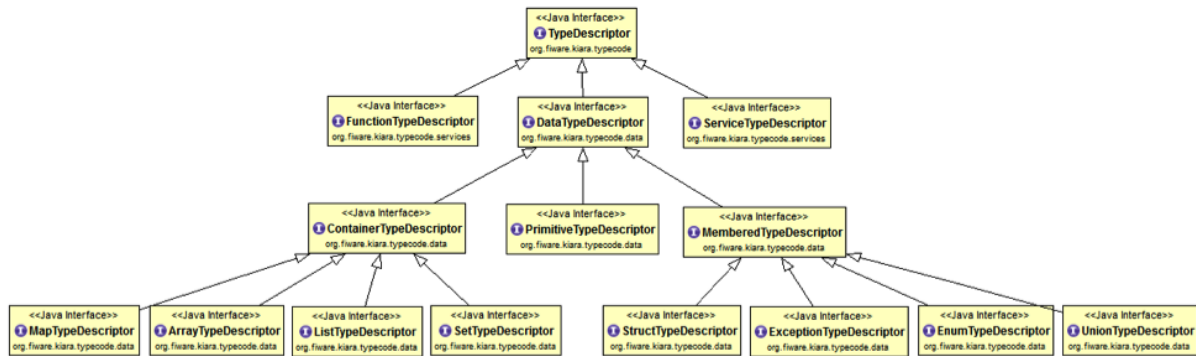 <<Java Interface>>
TypeDescriptor
org.fiware.kiara.typecode
<<Java Interface>>
FunctionTypeDescriptor
org.fiware.kiara.typecode.services
<<Java Interface>>
DataTypeDescriptor
org.fiware.kiara.typecode.data
<<Java Interface>>
ServiceTypeDescriptor
org.fiware.kiara.typecode.services
<<Java Interface>>
ContainerTypeDescriptor
org.fiware.kiara.typecode.data
<<Java Interface>>
PrimitiveTypeDescriptor
org.fiware.kiara.typecode.data
<<Java Interface>>
MemberedTypeDescriptor
org.fiware.kiara.typecode.data
<<Java Interface>>
MapTypeDescriptor
org.fiware.kiara.typecode.data
<<Java Interface>>
ArrayTypeDescriptor
org.fiware.kiara.typecode.data
<<Java Interface>>
ListTypeDescriptor
org.fiware.kiara.typecode.data
<<Java Interface>>
SetTypeDescriptor
org.fiware.kiara.typecode.data
<<Java Interface>>
StructTypeDescriptor
org.fiware.kiara.typecode.data
<<Java Interface>>
ExceptionTypeDescriptor
org.fiware.kiara.typecode.data
<<Java Interface>>
EnumTypeDescriptor
org.fiware.kiara.typecode.data
<<Java Interface>>
UnionTypeDescriptor
org.fiware.kiara.typecode.data